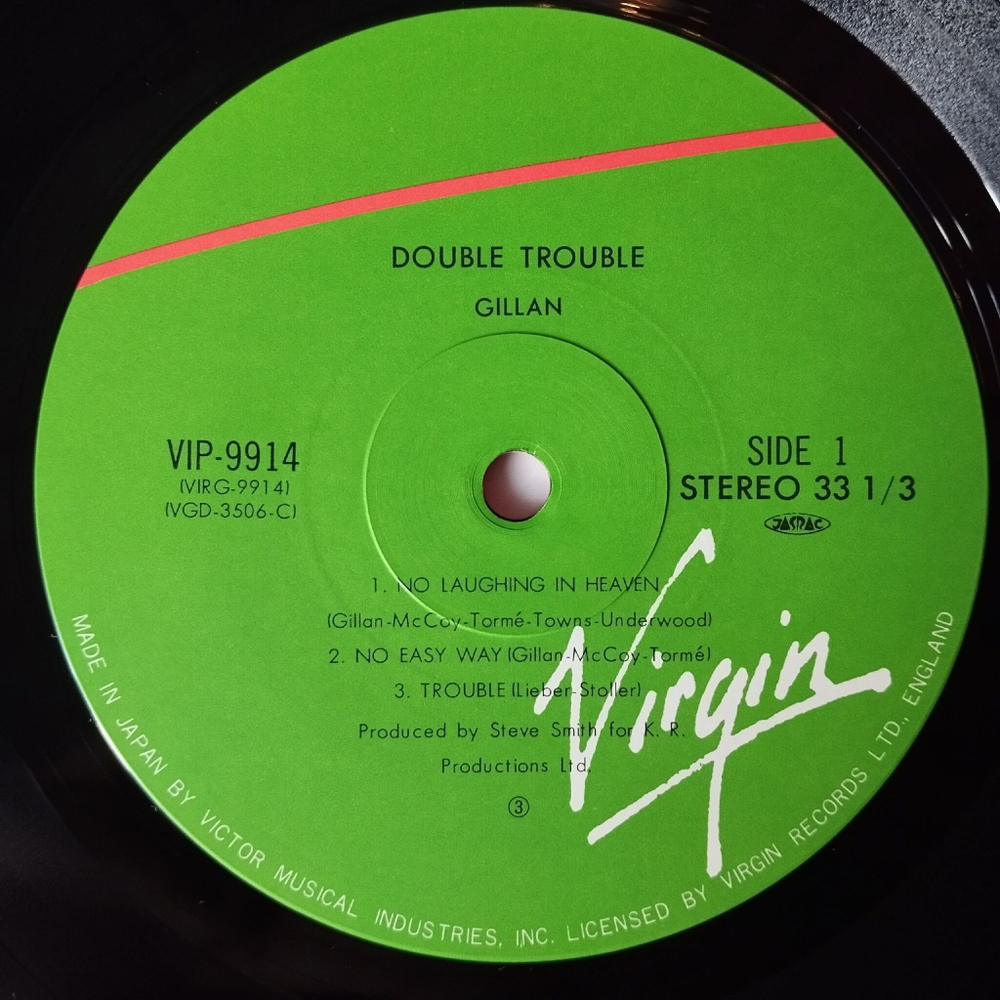 DOUBLE TROUBLE
GILLAN
VIP-9914
(VIRG-9914)
(VGD-3506-C)
SIDE 1
STEREO 33 1/3
JASRAC
1. NO LAUGHING IN HEAVEN
(Gillan-McCoy-Tormé-Towns-Underwood)
2. NO EASY WAY (Gillan-McCoy-Tormé)
3. TROUBLE (Lieber-Stoller)
Produced by Steve Smith for K. R.
Productions Ltd.
③
Virgin
MADE IN JAPAN BY VICTOR MUSICAL INDUSTRIES, INC. LICENSED BY VIRGIN RECORDS LTD., ENGLAND